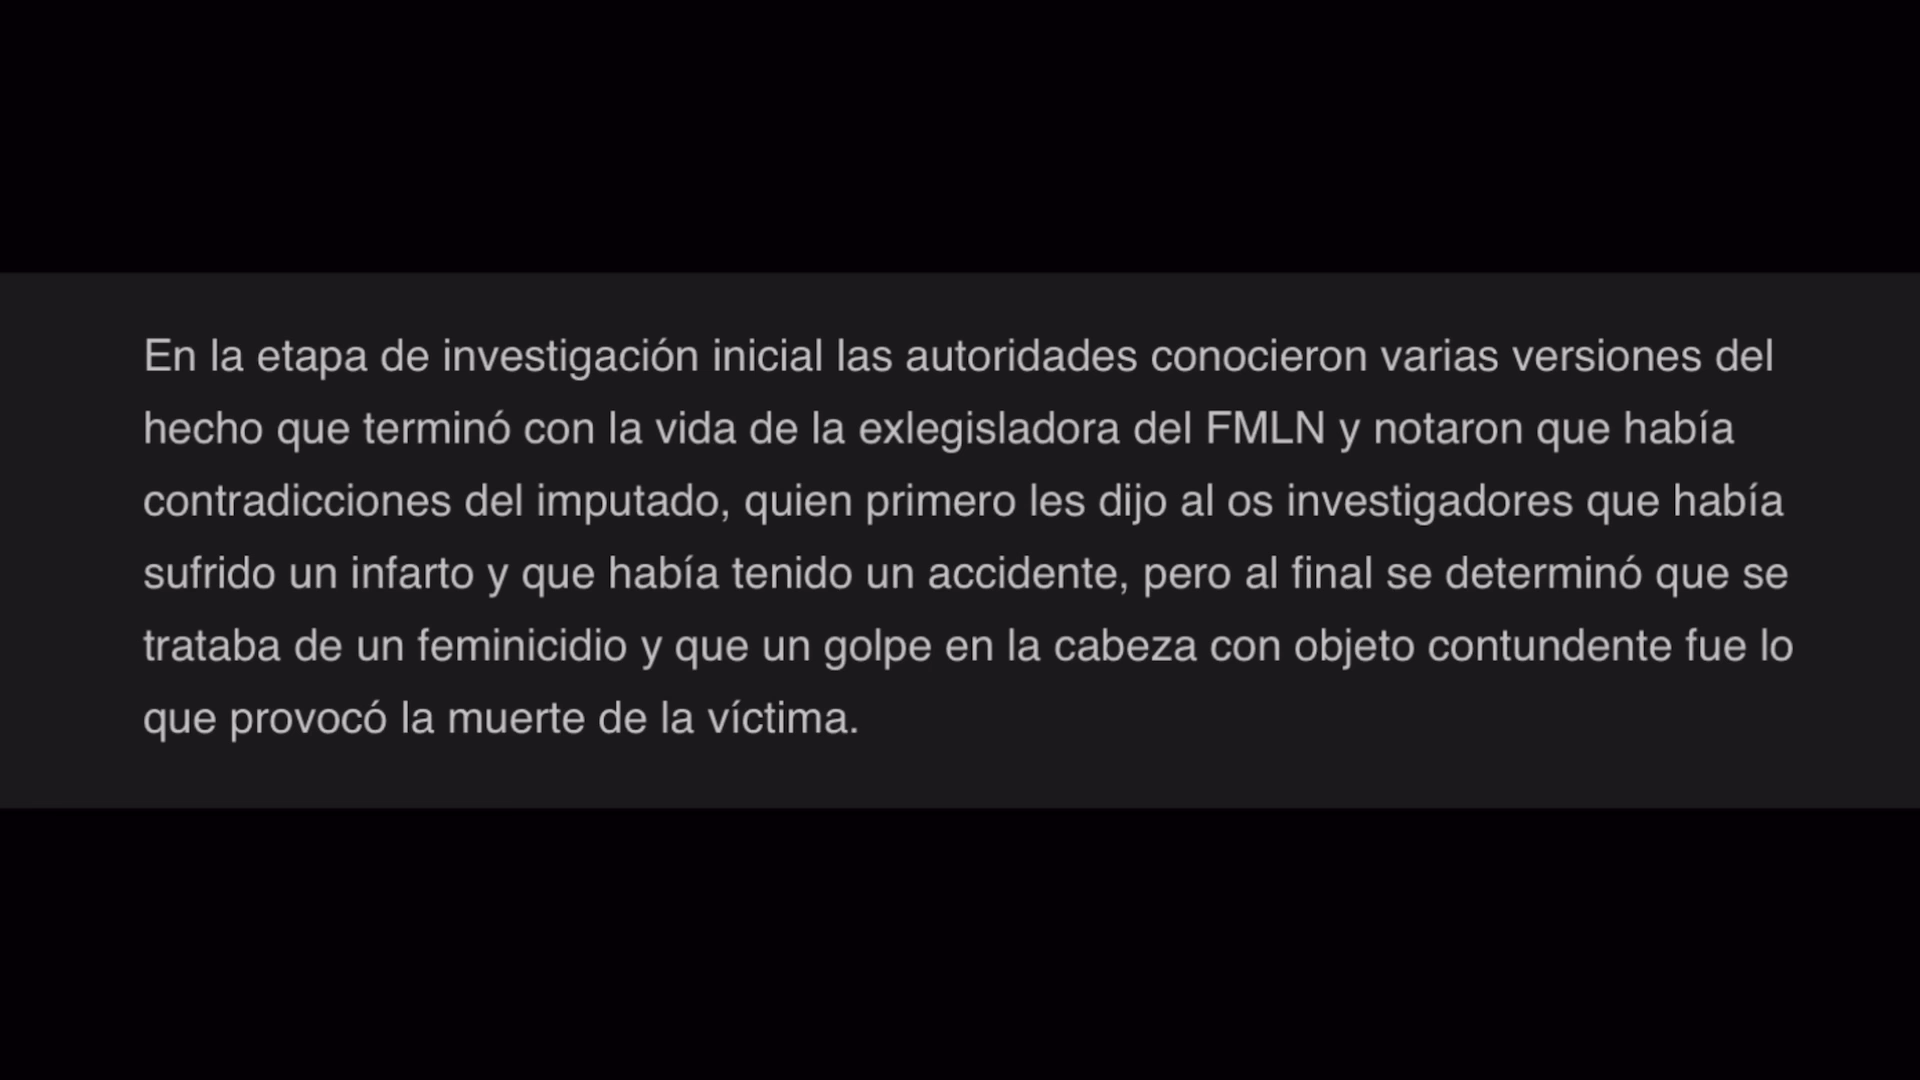 En la etapa de investigación inicial las autoridades conocieron varias versiones del
hecho que terminó con la vida de la exlegisladora del FMLN y notaron que había
contradicciones del imputado, quien primero les dijo al os investigadores que había
sufrido un infarto y que había tenido un accidente, pero al final se determinó que se
trataba de un feminicidio y que un golpe en la cabeza con objeto contundente fue lo
que provocó la muerte de la víctima.